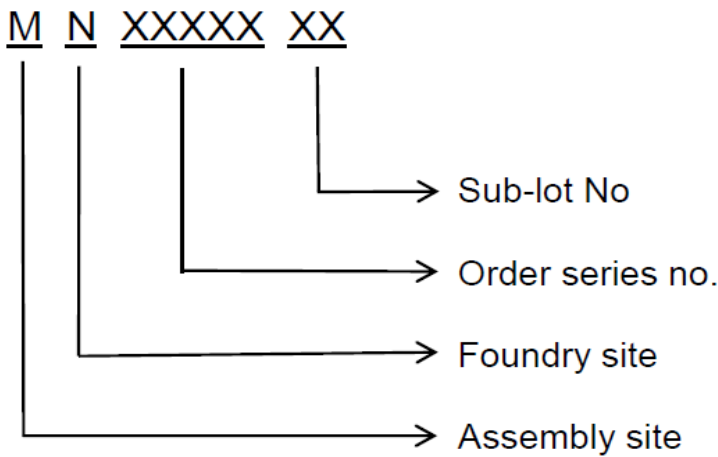 M N XXXXX XX
Sub-lot No
Order series no.
Foundry site
Assembly site